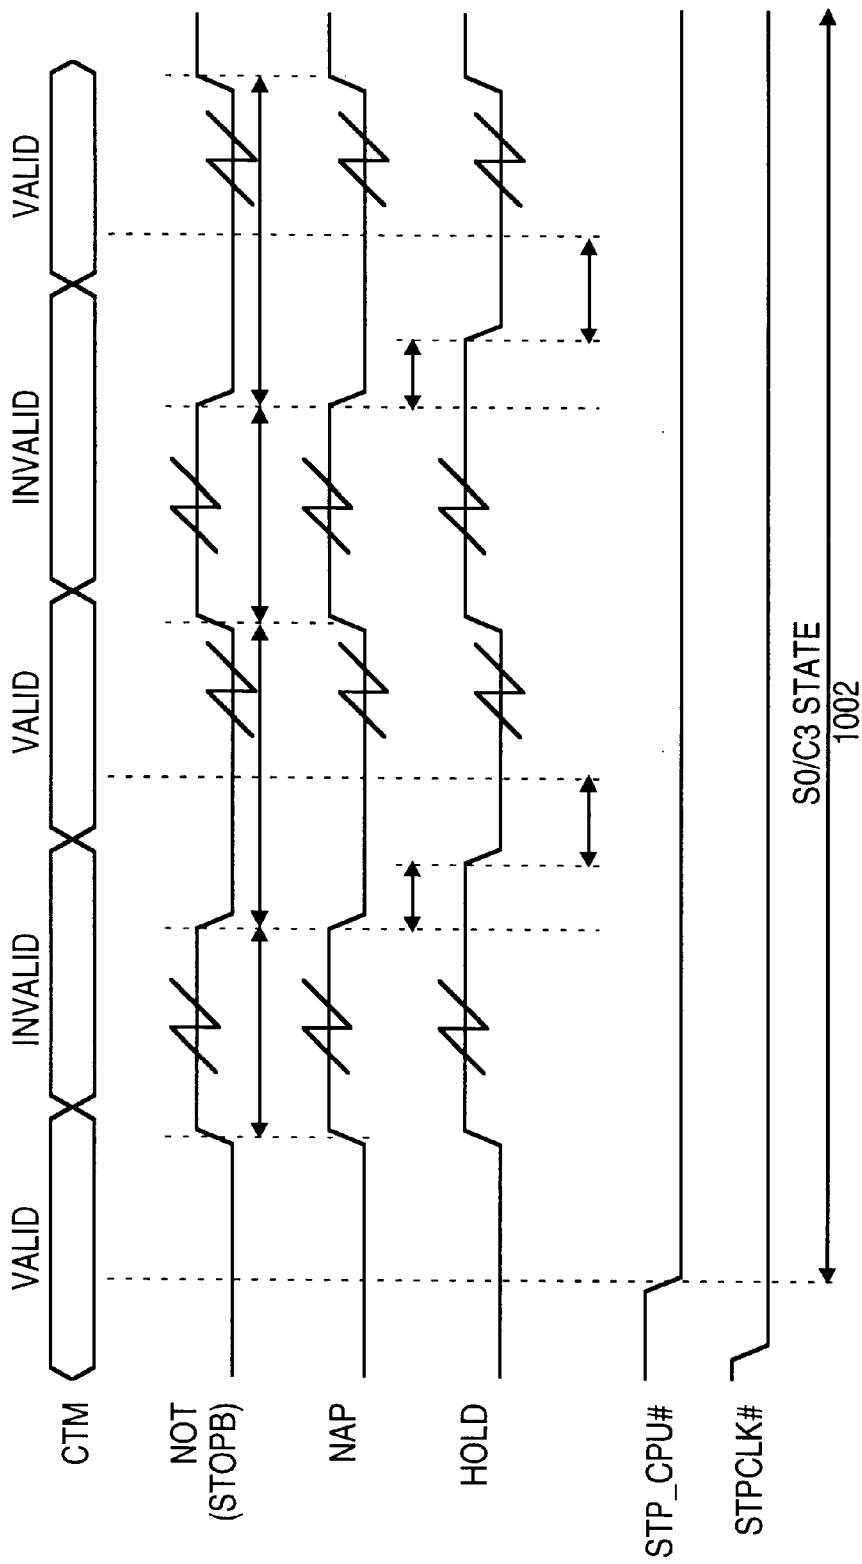 VALID
INVALID
VALID
INVALID
VALID
CTM
NOT
(STOPB)
NAP
HOLD
STP_CPU#
STPCLK#
S0/C3 STATE
1002